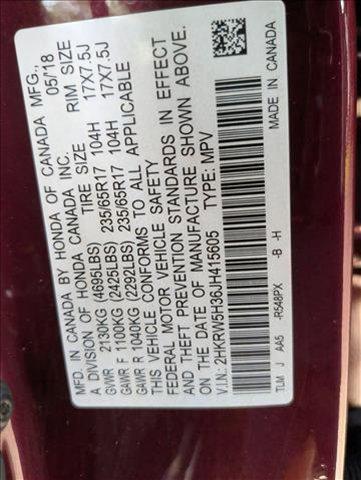 MFD. IN CANADA BY HONDA OF CANADA MFG.,
A DIVISION OF HONDA CANADA INC. 05/18
TIRE SIZE RIM SIZE
GVWR 2130KG (4695LBS)
GAWR F 1100KG (2425LBS) 235/65R17 104H 17X7.5J
GAWR R 1040KG (2292LBS) 235/65R17 104H 17X7.5J
THIS VEHICLE CONFORMS TO ALL APPLICABLE
FEDERAL MOTOR VEHICLE SAFETY
AND THEFT PREVENTION STANDARDS IN EFFECT
ON THE DATE OF MANUFACTURE SHOWN ABOVE.
V.I.N.: 2HKRW5H36JH415605 TYPE: MPV
TLM J AA5 -R548PX -B -H
MADE IN CANADA